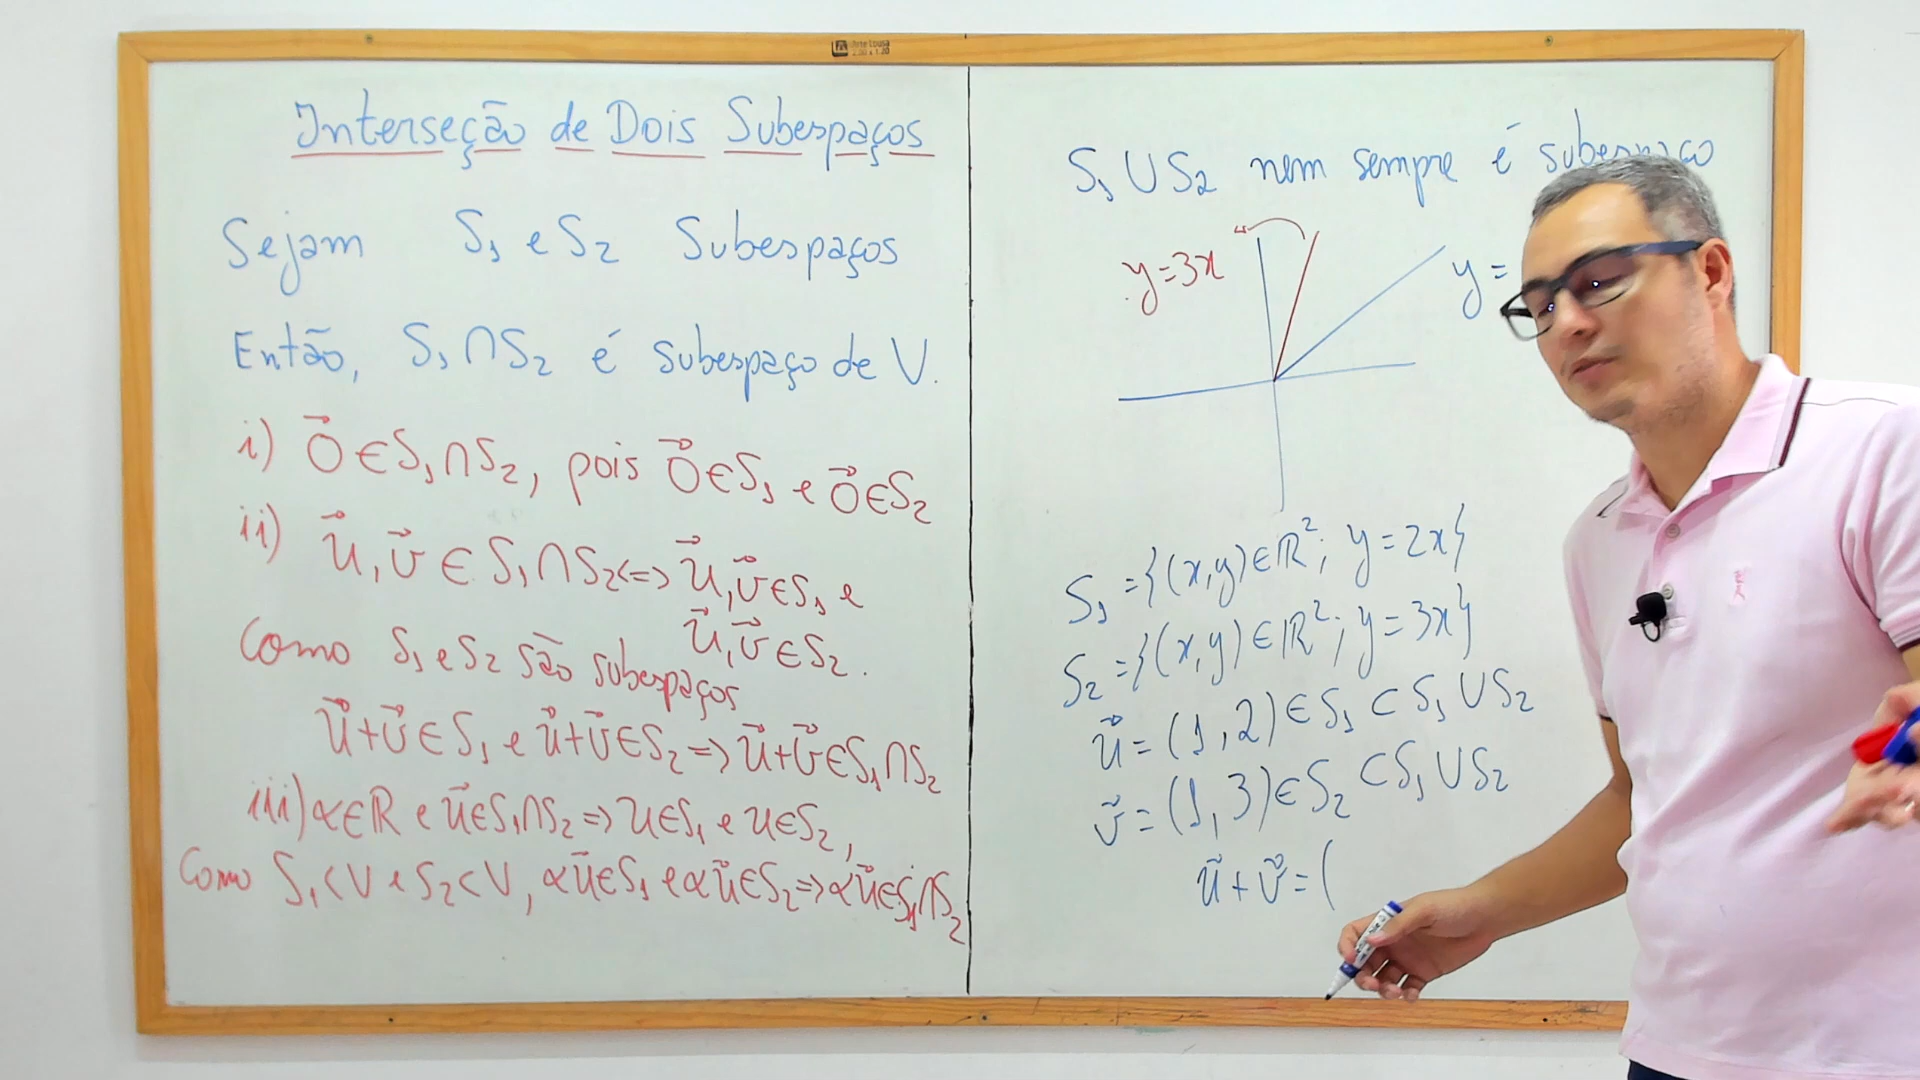 Interseção de Dois Subespaços
Sejam S₁ e S₂ Subespaços
Então, S₁∩S₂ é subespaço de V.
i) 0⃗ ∈ S₁∩S₂, pois 0⃗ ∈ S₁ e 0⃗ ∈ S₂
ii) u⃗, v⃗ ∈ S₁∩S₂ <=> u⃗, v⃗ ∈ S₁ e
u⃗, v⃗ ∈ S₂.
Como S₁ e S₂ são subespaços
u⃗+v⃗ ∈ S₁ e u⃗+v⃗ ∈ S₂ => u⃗+v⃗ ∈ S₁∩S₂
iii) α∈ℝ e u⃗ ∈ S₁∩S₂ => u∈S₁ e u∈S₂,
Como S₁<V e S₂<V, αu⃗∈S₁ e αu⃗∈S₂ => αu⃗∈S₁∩S₂
S₁∪S₂ nem sempre é subespaço
y=3x
y=
S₁ = {(x,y)∈ℝ²; y=2x}
S₂ = {(x,y)∈ℝ²; y=3x}
u⃗ = (1,2) ∈ S₁ ⊂ S₁∪S₂
v⃗ = (1,3) ∈ S₂ ⊂ S₁∪S₂
u⃗+v⃗ = (